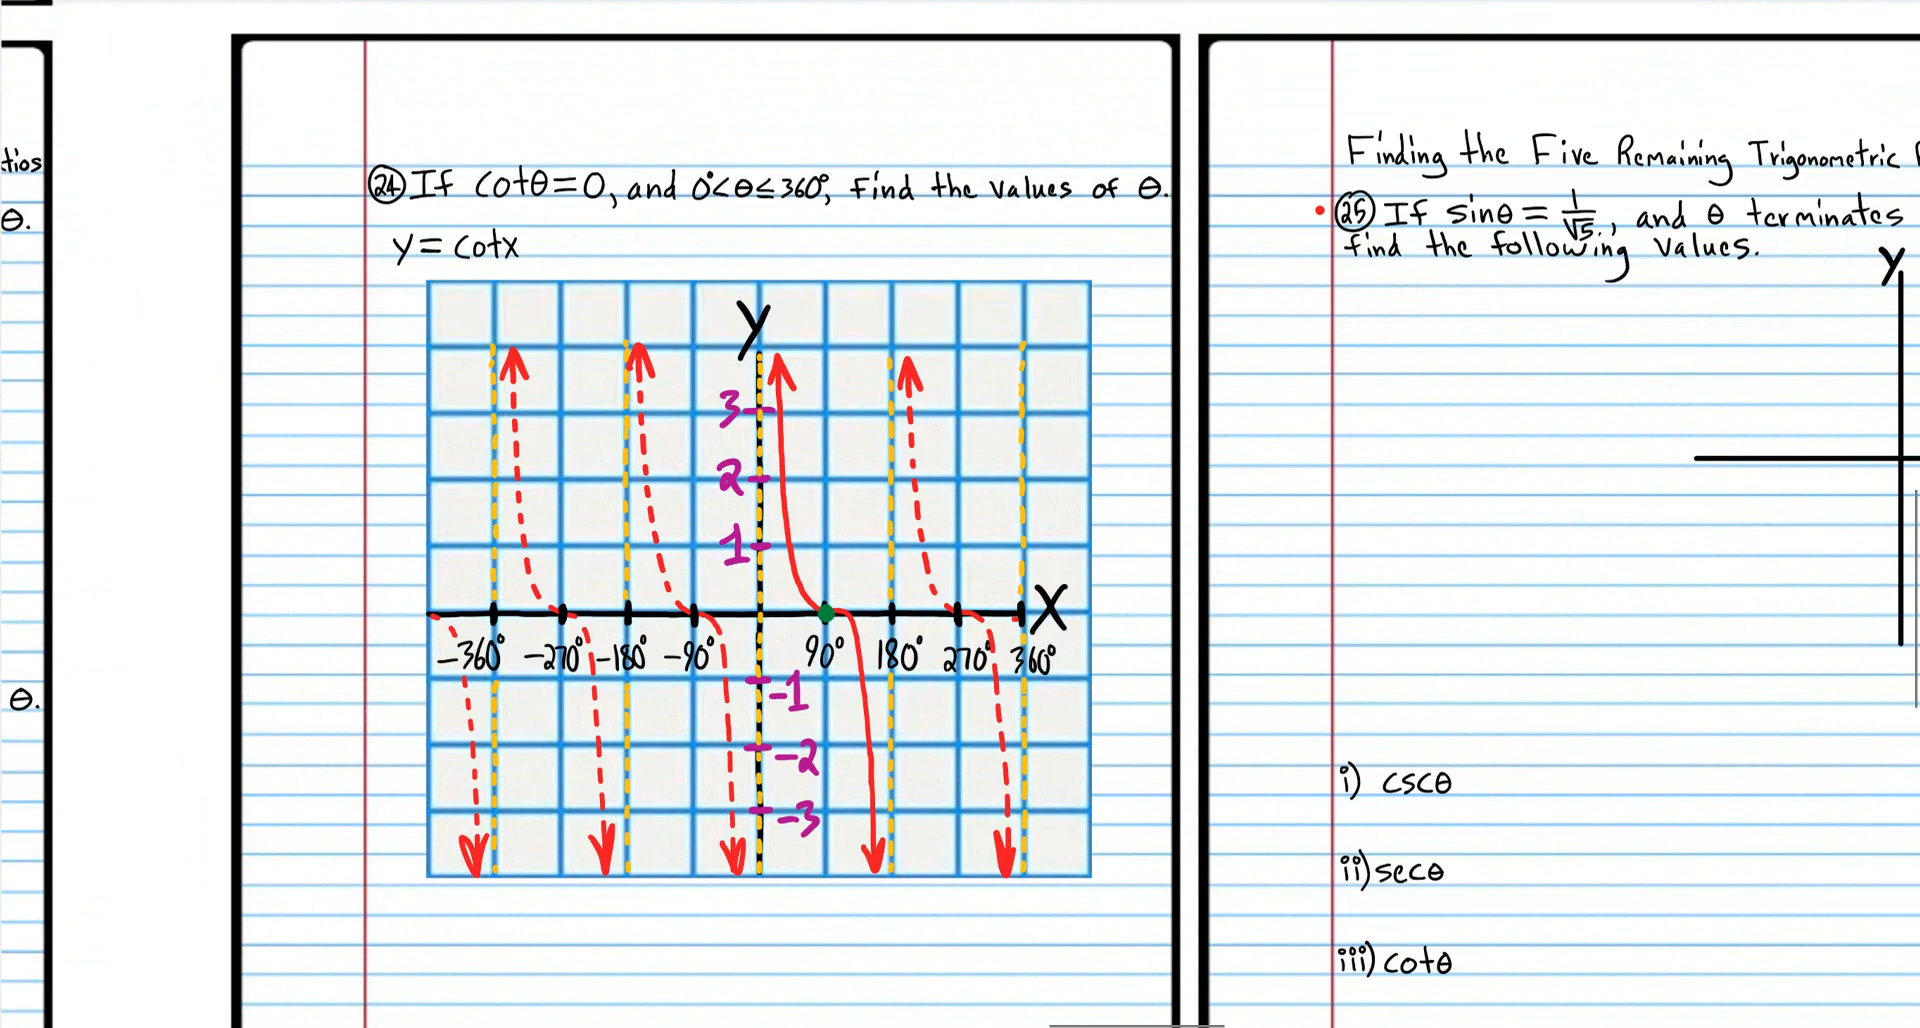 tios
θ.
θ.
24 If cotθ=0, and 0°<θ≤360°, find the values of θ.
y = cotx
Y
3
2
1
X
-360° -270° -180° -90° 90° 180° 270° 360°
-1
-2
-3
Finding the Five Remaining Trigonometric
25 If sinθ = 1/√5, and θ terminates
find the following values.
Y
i) cscθ
ii) secθ
iii) cotθ